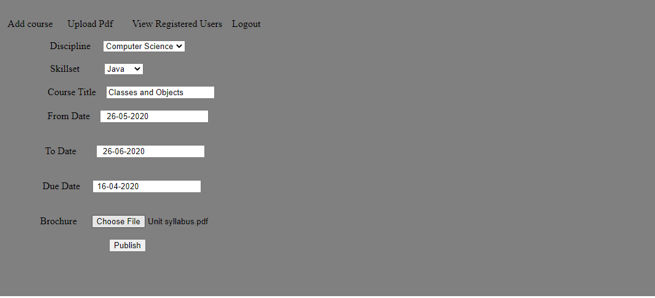 Add course Upload Pdf View Registered Users Logout
Discipline Computer Science
Skillset Java
Course Title Classes and Objects
From Date 26-05-2020
To Date 26-06-2020
Due Date 16-04-2020
Brochure Choose File Unit syllabus.pdf
Publish